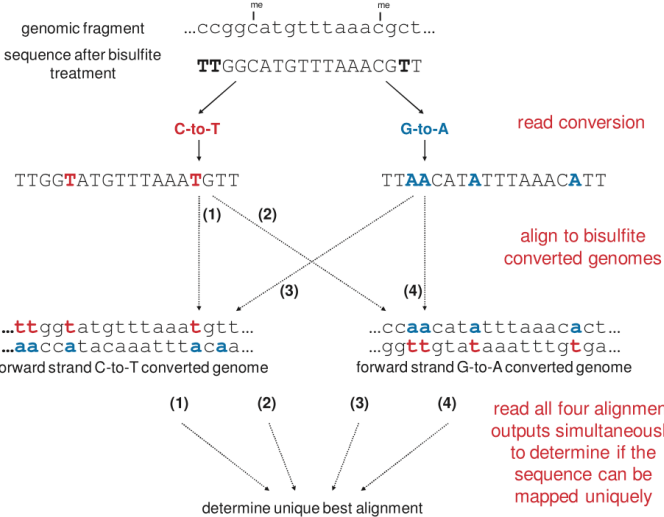 me me
genomic fragment …ccggcatgtttaaacgct…
sequence after bisulfite
treatment
TTGGCATGTTTAAACGTT
C-to-T G-to-A read conversion
TTGGTATGTTTAAATGTT TTAACATATTTAAACATT
(1) (2)
align to bisulfite
converted genomes
(3) (4)
…ttggtatgtttaaatgtt… …ccaacatatttaaacact…
…aaccatacaaatttacaa… …ggttgtataaatttgtga…
forward strand C-to-T converted genome forward strand G-to-A converted genome
(1) (2) (3) (4)
read all four alignment
outputs simultaneously
to determine if the
sequence can be
mapped uniquely
determine unique best alignment